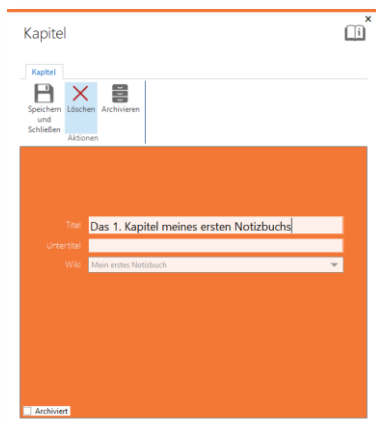 Kapitel
Kapitel
Speichern und Schließen
Löschen
Archivieren
Aktionen
Titel Das 1. Kapitel meines ersten Notizbuchs
Untertitel
Wiki Mein erstes Notizbuch
Archiviert